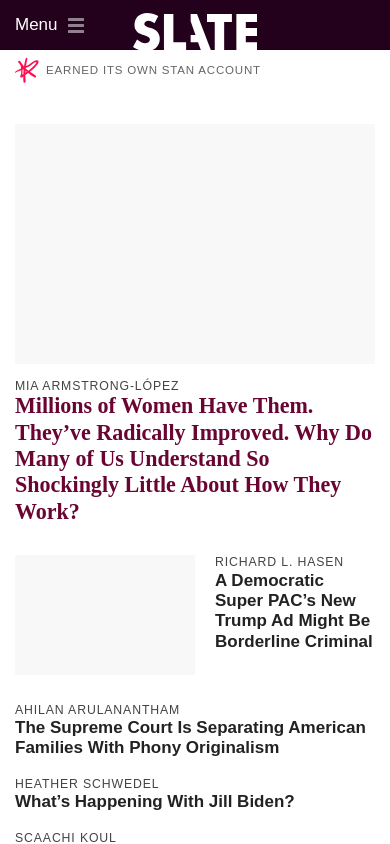 Menu
SLATE
EARNED ITS OWN STAN ACCOUNT
MIA ARMSTRONG-LÓPEZ
Millions of Women Have Them.
They’ve Radically Improved. Why Do
Many of Us Understand So
Shockingly Little About How They
Work?
RICHARD L. HASEN
A Democratic
Super PAC’s New
Trump Ad Might Be
Borderline Criminal
AHILAN ARULANANTHAM
The Supreme Court Is Separating American
Families With Phony Originalism
HEATHER SCHWEDEL
What’s Happening With Jill Biden?
SCAACHI KOUL